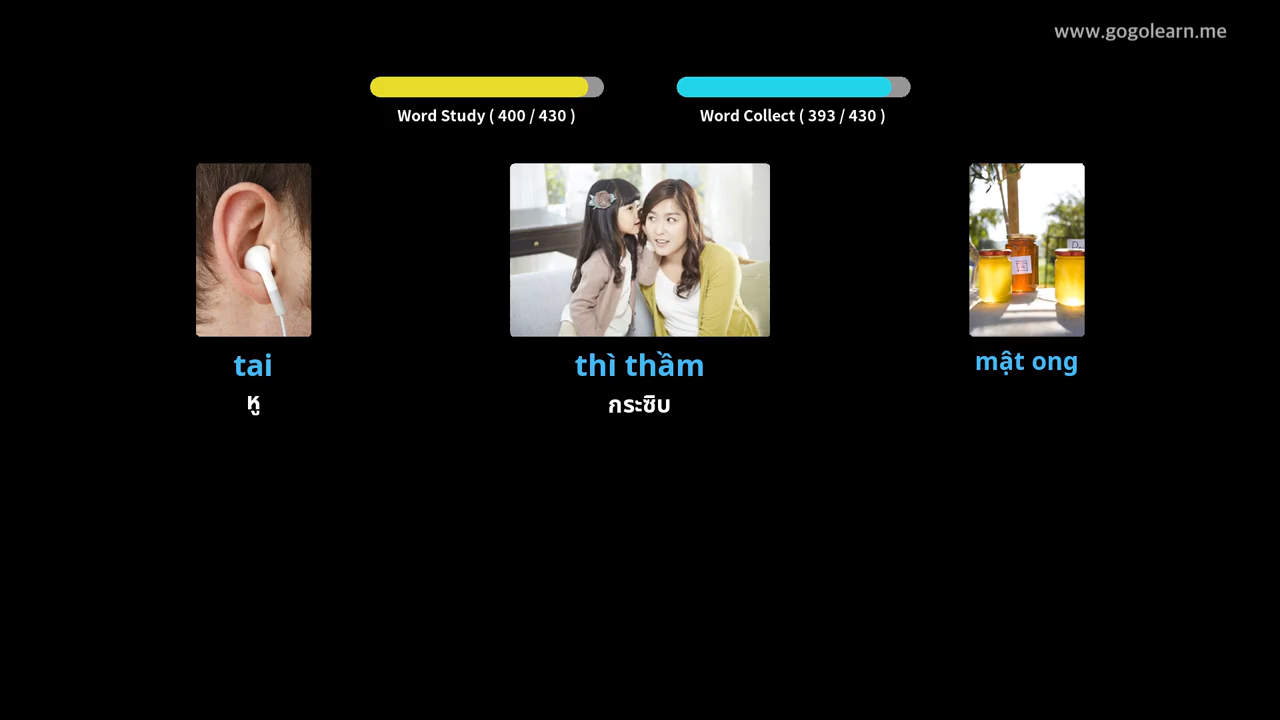 www.gogolearn.me
Word Study ( 400 / 430 )
Word Collect ( 393 / 430 )
tai
thì thầm
mật ong
หู
กระซิบ